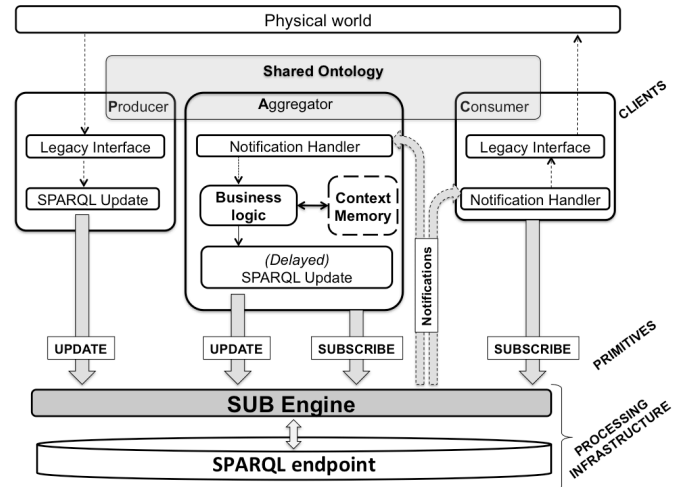 Physical world
Shared Ontology
Producer
Aggregator
Consumer
CLIENTS
Legacy Interface
Notification Handler
Legacy Interface
SPARQL Update
Business
logic
Context
Memory
Notification Handler
(Delayed)
SPARQL Update
Notifications
UPDATE
UPDATE
SUBSCRIBE
SUBSCRIBE
PRIMITIVES
SUB Engine
SPARQL endpoint
PROCESSING
INFRASTRUCTURE